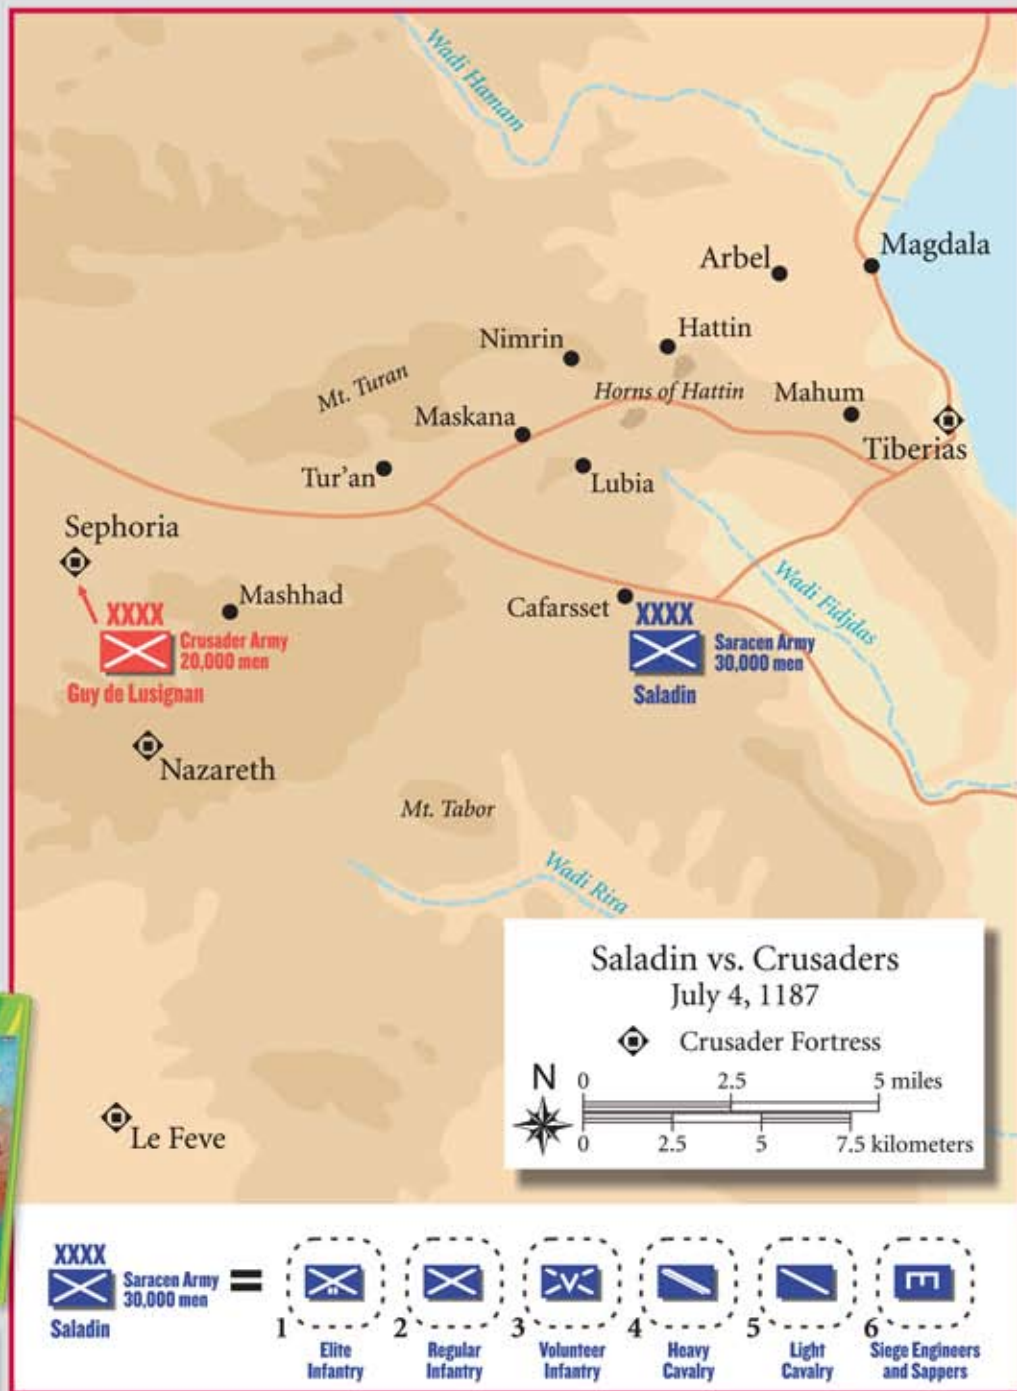 Wadi Hamam
Arbel
Magdala
Hattin
Nimrin
Mt. Turan
Horns of Hattin
Mahum
Maskana
Tiberias
Tur'an
Lubia
Sephoria
Wadi Fidjdas
Mashhad
Cafarsset
XXXX
Crusader Army
20,000 men
Guy de Lusignan
XXXX
Saracen Army
30,000 men
Saladin
Nazareth
Mt. Tabor
Wadi Rira
Saladin vs. Crusaders
July 4, 1187
Crusader Fortress
N
0 2.5 5 miles
0 2.5 5 7.5 kilometers
Le Feve
XXXX
Saracen Army
30,000 men
Saladin
=
1
Elite
Infantry
2
Regular
Infantry
3
V
Volunteer
Infantry
4
Heavy
Cavalry
5
Light
Cavalry
6
Siege Engineers
and Sappers